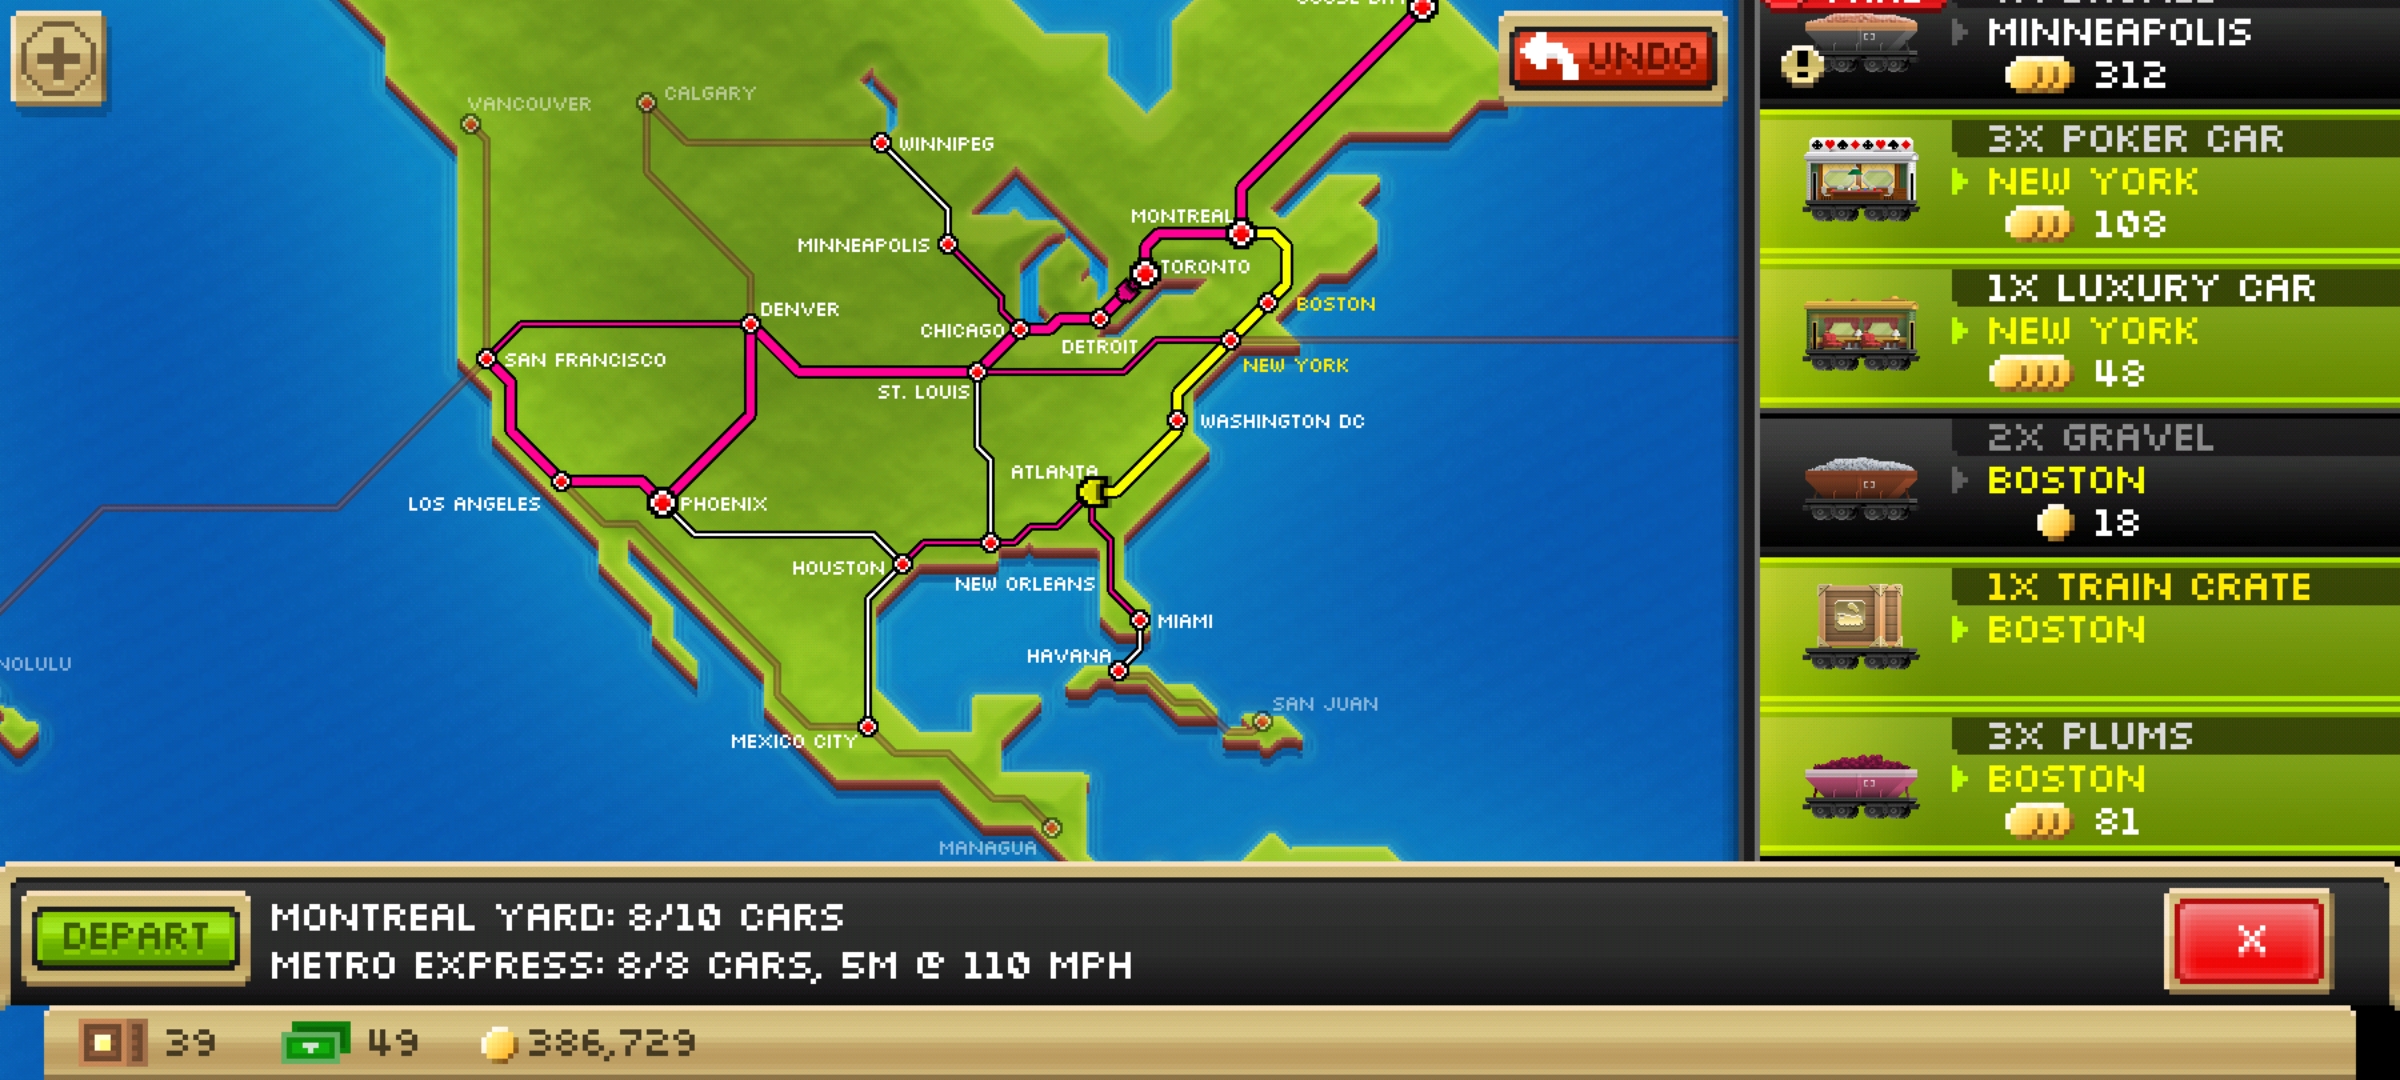 UNDO
MINNEAPOLIS
312
3X POKER CAR
NEW YORK
108
1X LUXURY CAR
NEW YORK
48
2X GRAVEL
BOSTON
18
1X TRAIN CRATE
BOSTON
3X PLUMS
BOSTON
81
VANCOUVER
CALGARY
WINNIPEG
MONTREAL
MINNEAPOLIS
TORONTO
DENVER
BOSTON
CHICAGO
DETROIT
SAN FRANCISCO
NEW YORK
ST. LOUIS
WASHINGTON DC
ATLANTA
LOS ANGELES
PHOENIX
HOUSTON
NEW ORLEANS
MIAMI
HAVANA
NOLULU
SAN JUAN
MEXICO CITY
MANAGUA
DEPART
MONTREAL YARD: 8/10 CARS
METRO EXPRESS: 8/8 CARS, 5M @ 110 MPH
X
39
49
386,729